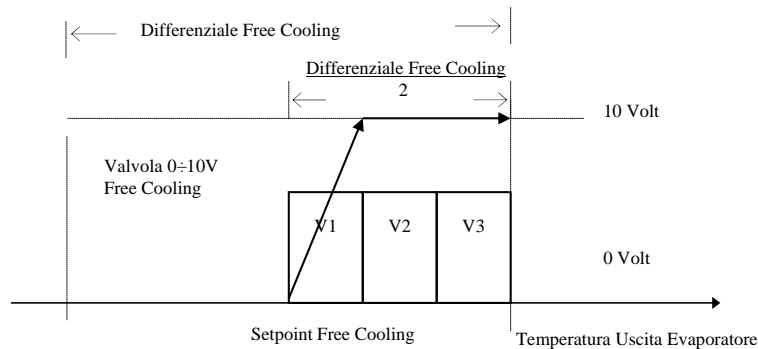 Differenziale Free Cooling
Differenziale Free Cooling
2
10 Volt
Valvola 0÷10V
Free Cooling
V1
V2
V3
0 Volt
Setpoint Free Cooling
Temperatura Uscita Evaporatore